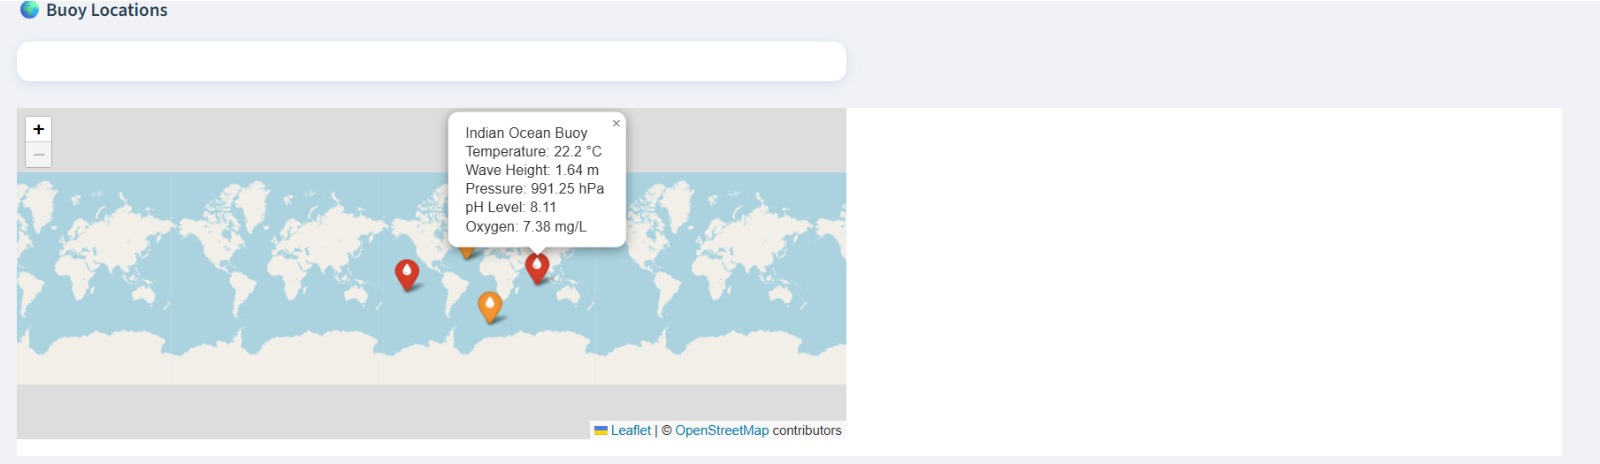 Buoy Locations
+
−
×
Indian Ocean Buoy
Temperature: 22.2 °C
Wave Height: 1.64 m
Pressure: 991.25 hPa
pH Level: 8.11
Oxygen: 7.38 mg/L
Leaflet | © OpenStreetMap contributors